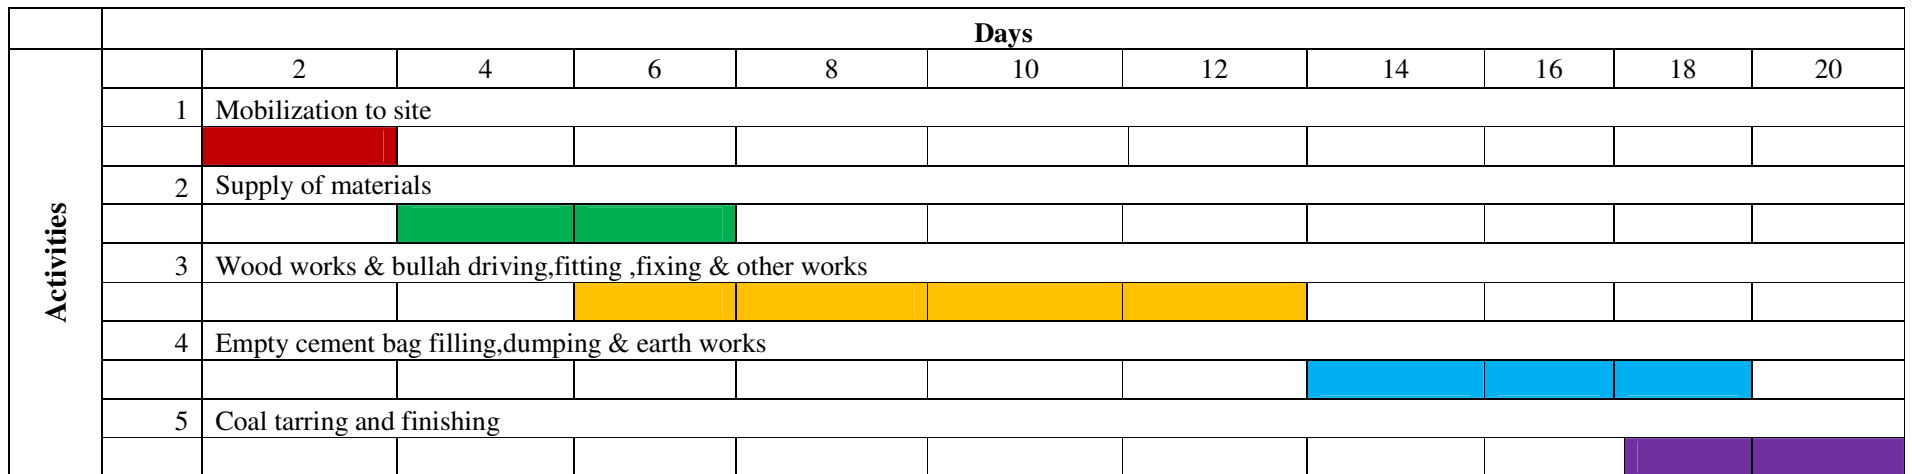 Days
2 4 6 8 10 12 14 16 18 20
Activities
1 Mobilization to site
2 Supply of materials
3 Wood works & bullah driving,fitting ,fixing & other works
4 Empty cement bag filling,dumping & earth works
5 Coal tarring and finishing